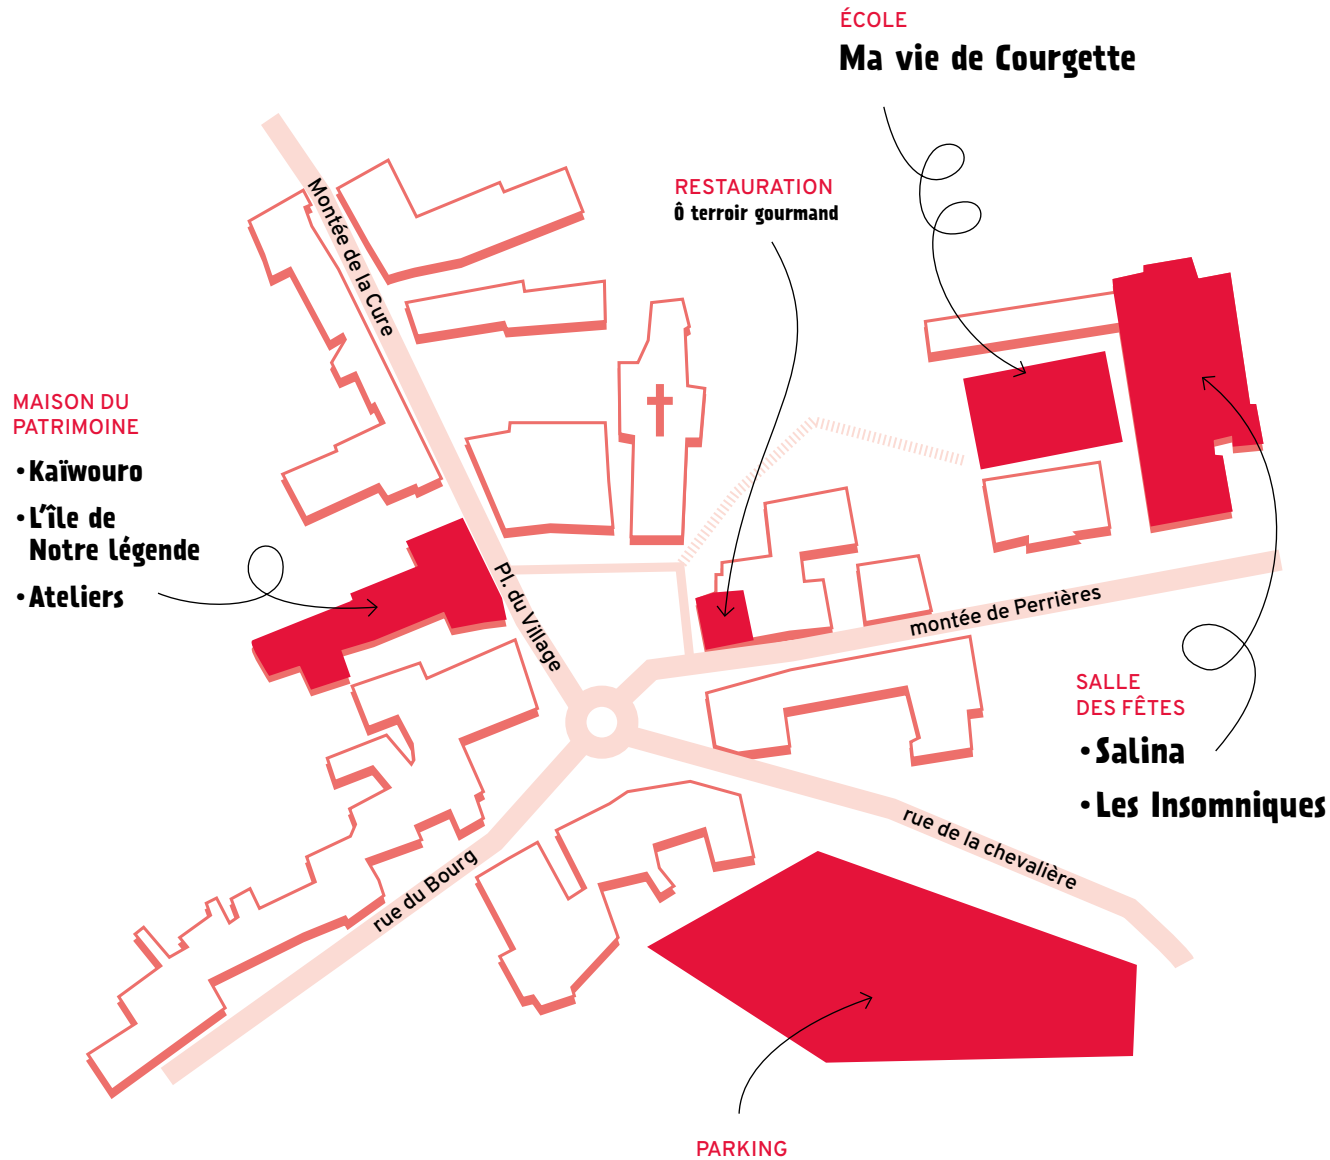 ÉCOLE
Ma vie de Courgette
RESTAURATION
Ô terroir gourmand
Montée de la Cure
MAISON DU
PATRIMOINE
• Kaïwouro
• L'île de
Notre légende
• Ateliers
Pl. du Village
montée de Perrières
SALLE
DES FÊTES
• Salina
• Les Insomniques
rue de la chevalière
rue du Bourg
PARKING